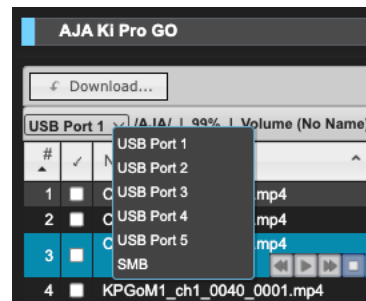 AJA Ki Pro GO
Download...
USB Port 1 /AJA/ | 99% | Volume (No Name)
# ✓ N
USB Port 1
USB Port 2
USB Port 3
USB Port 4
USB Port 5
SMB
1 C .mp4
2 C .mp4
3 C .mp4
4 KPGoM1_ch1_0040_0001.mp4